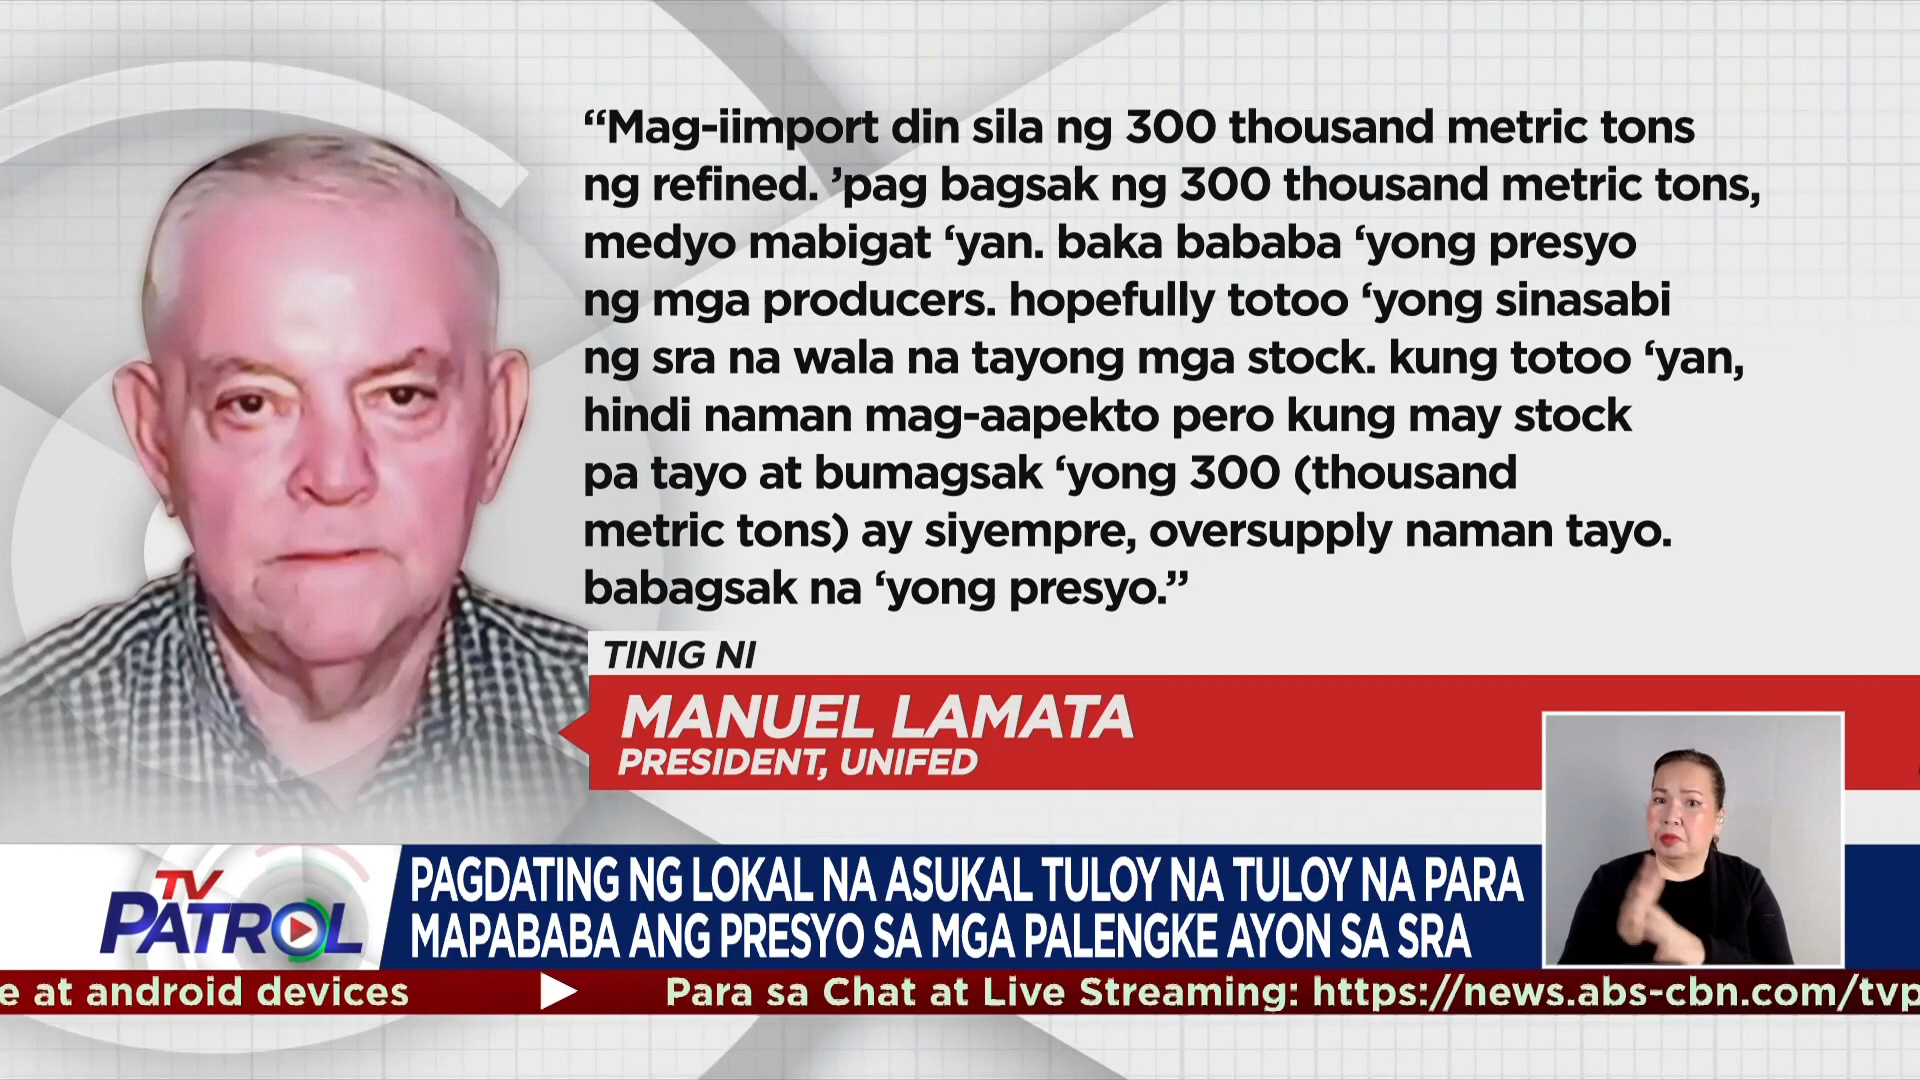 “Mag-iimport din sila ng 300 thousand metric tons
ng refined. ’pag bagsak ng 300 thousand metric tons,
medyo mabigat ‘yan. baka bababa ‘yong presyo
ng mga producers. hopefully totoo ‘yong sinasabi
ng sra na wala na tayong mga stock. kung totoo ‘yan,
hindi naman mag-aapekto pero kung may stock
pa tayo at bumagsak ‘yong 300 (thousand
metric tons) ay siyempre, oversupply naman tayo.
babagsak na ‘yong presyo.”
TINIG NI
MANUEL LAMATA
PRESIDENT, UNIFED
TV PATROL
PAGDATING NG LOKAL NA ASUKAL TULOY NA TULOY NA PARA
MAPABABA ANG PRESYO SA MGA PALENGKE AYON SA SRA
e at android devices Para sa Chat at Live Streaming: https://news.abs-cbn.com/tvp